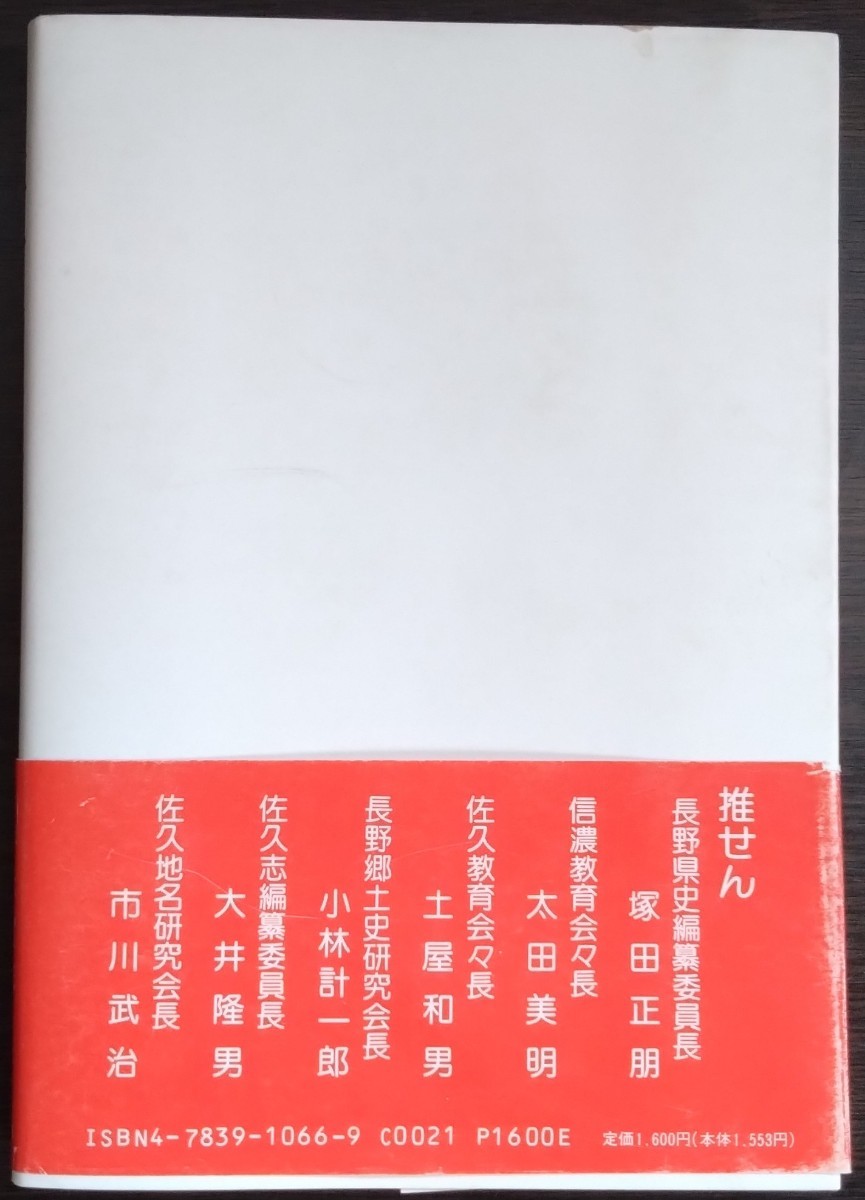 推せん
長野県史編纂委員長
塚田正朋
信濃教育会々長
太田美明
佐久教育会々長
土屋和男
長野郷土史研究会長
小林計一郎
佐久志編纂委員長
大井隆男
佐久地名研究会長
市川武治
ISBN4-7839-1066-9 C0021 P1600E 定価1,600円(本体1,553円)